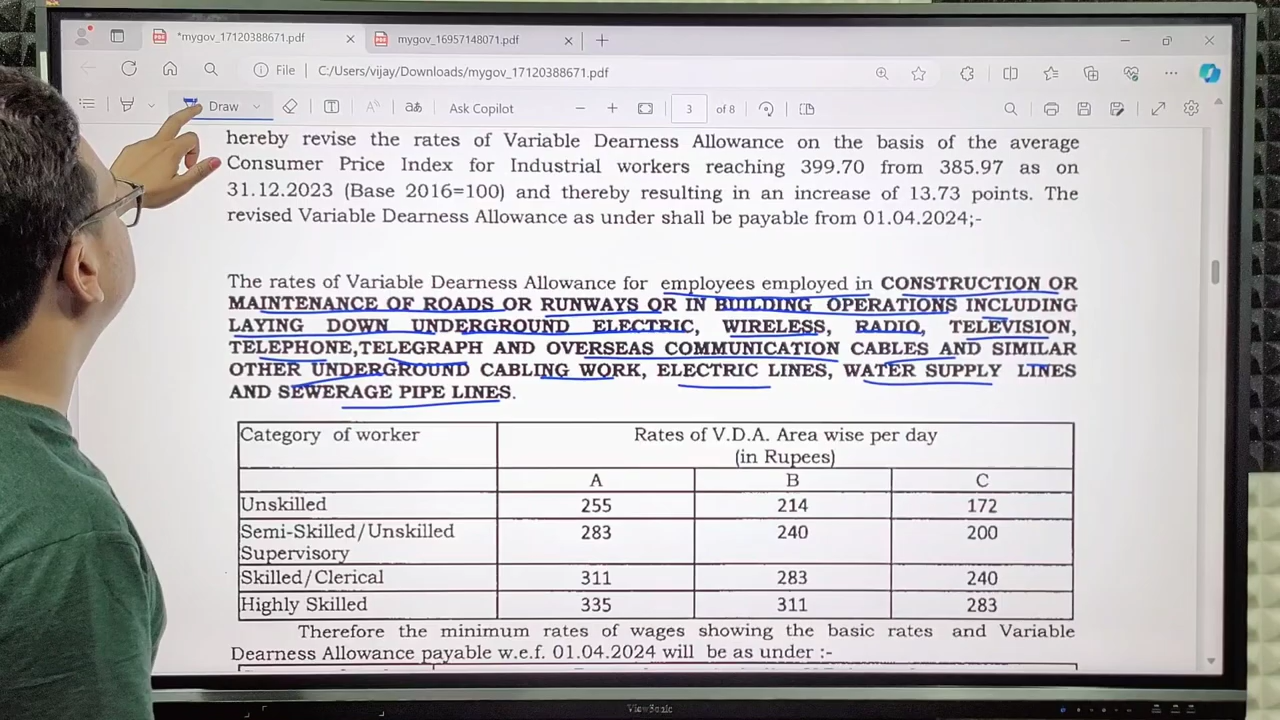 *mygov_17120388671.pdf
mygov_16957148071.pdf
File C:/Users/vijay/Downloads/mygov_17120388671.pdf
Draw
aあ
Ask Copilot
3 of 8
hereby revise the rates of Variable Dearness Allowance on the basis of the average
Consumer Price Index for Industrial workers reaching 399.70 from 385.97 as on
31.12.2023 (Base 2016=100) and thereby resulting in an increase of 13.73 points. The
revised Variable Dearness Allowance as under shall be payable from 01.04.2024;-
The rates of Variable Dearness Allowance for employees employed in CONSTRUCTION OR
MAINTENANCE OF ROADS OR RUNWAYS OR IN BUILDING OPERATIONS INCLUDING
LAYING DOWN UNDERGROUND ELECTRIC, WIRELESS, RADIO, TELEVISION,
TELEPHONE,TELEGRAPH AND OVERSEAS COMMUNICATION CABLES AND SIMILAR
OTHER UNDERGROUND CABLING WORK, ELECTRIC LINES, WATER SUPPLY LINES
AND SEWERAGE PIPE LINES.
Category of worker Rates of V.D.A. Area wise per day
(in Rupees)
A B C
Unskilled 255 214 172
Semi-Skilled/Unskilled 283 240 200
Supervisory
Skilled/Clerical 311 283 240
Highly Skilled 335 311 283
Therefore the minimum rates of wages showing the basic rates and Variable
Dearness Allowance payable w.e.f. 01.04.2024 will be as under :-
ViewSonic